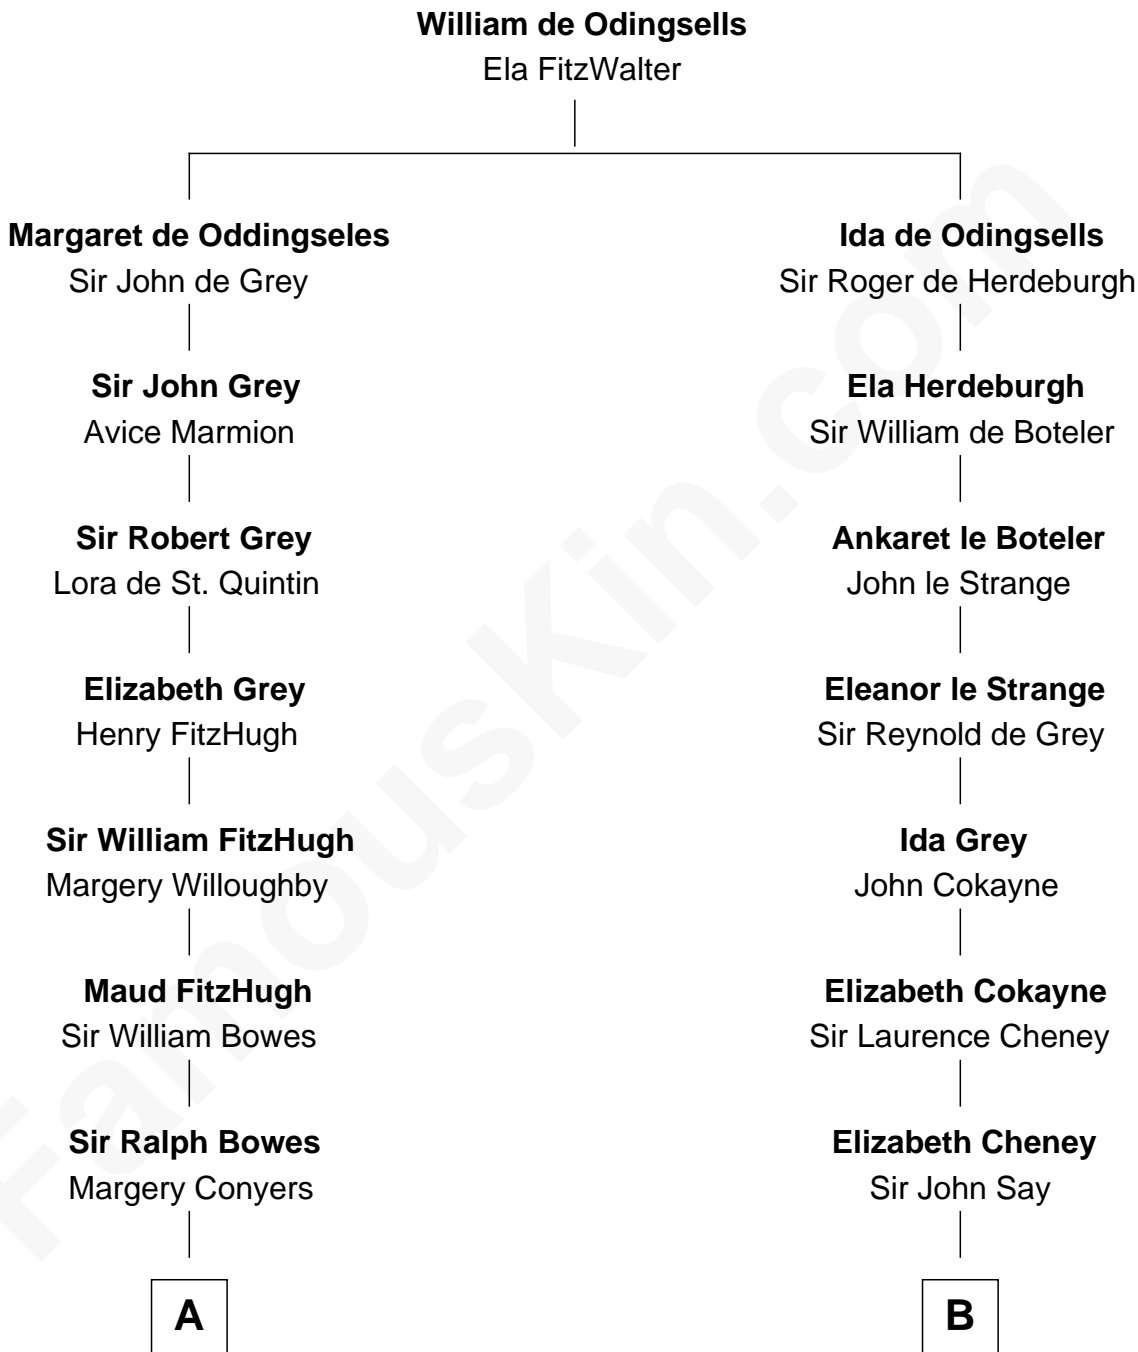 William de Odingsells
Ela FitzWalter
Margaret de Oddingseles
Sir John de Grey
Ida de Odingsells
Sir Roger de Herdeburgh
Sir John Grey
Avice Marmion
Ela Herdeburgh
Sir William de Boteler
Sir Robert Grey
Lora de St. Quintin
Ankaret le Boteler
John le Strange
Elizabeth Grey
Henry FitzHugh
Eleanor le Strange
Sir Reynold de Grey
Sir William FitzHugh
Margery Willoughby
Ida Grey
John Cokayne
Maud FitzHugh
Sir William Bowes
Elizabeth Cokayne
Sir Laurence Cheney
Sir Ralph Bowes
Margery Conyers
Elizabeth Cheney
Sir John Say
A
B
FamousKin.com